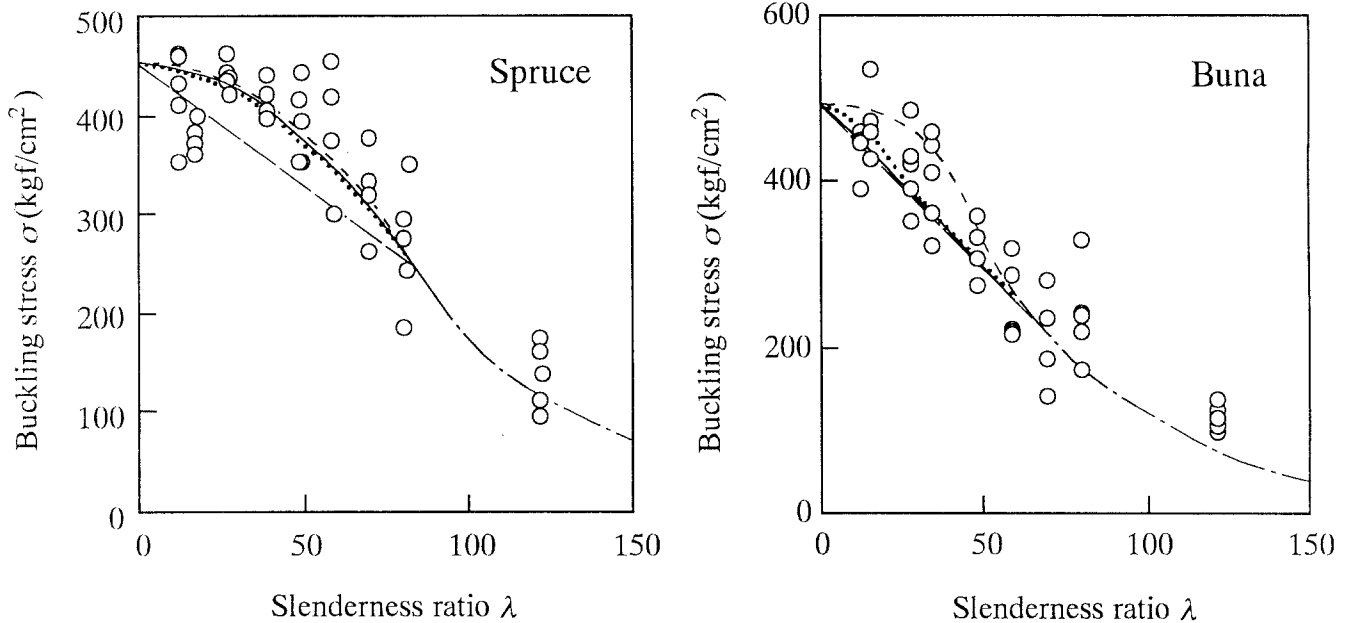 Buckling stress σ (kgf/cm²)
500
400
300
200
100
0
Spruce
0 50 100 150
Slenderness ratio λ
Buckling stress σ (kgf/cm²)
600
400
200
0
Buna
0 50 100 150
Slenderness ratio λ